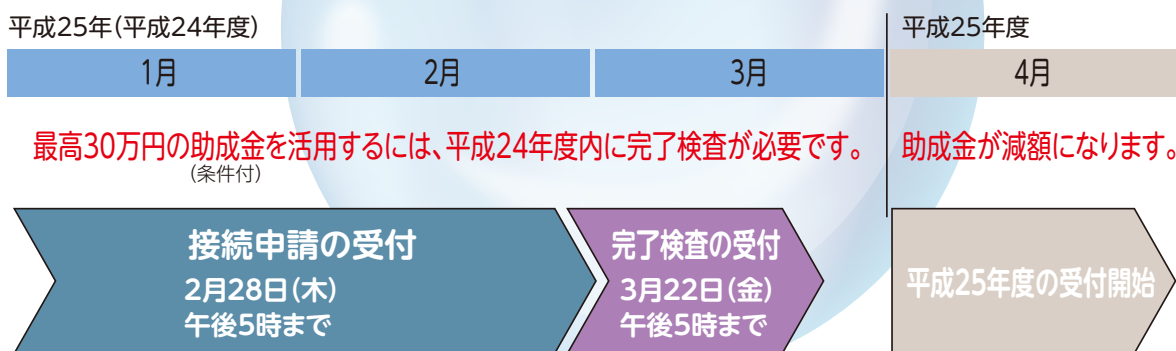 平成25年(平成24年度)
平成25年度
1月
2月
3月
4月
最高30万円の助成金を活用するには、平成24年度内に完了検査が必要です。
(条件付)
助成金が減額になります。
接続申請の受付
2月28日(木)
午後5時まで
完了検査の受付
3月22日(金)
午後5時まで
平成25年度の受付開始